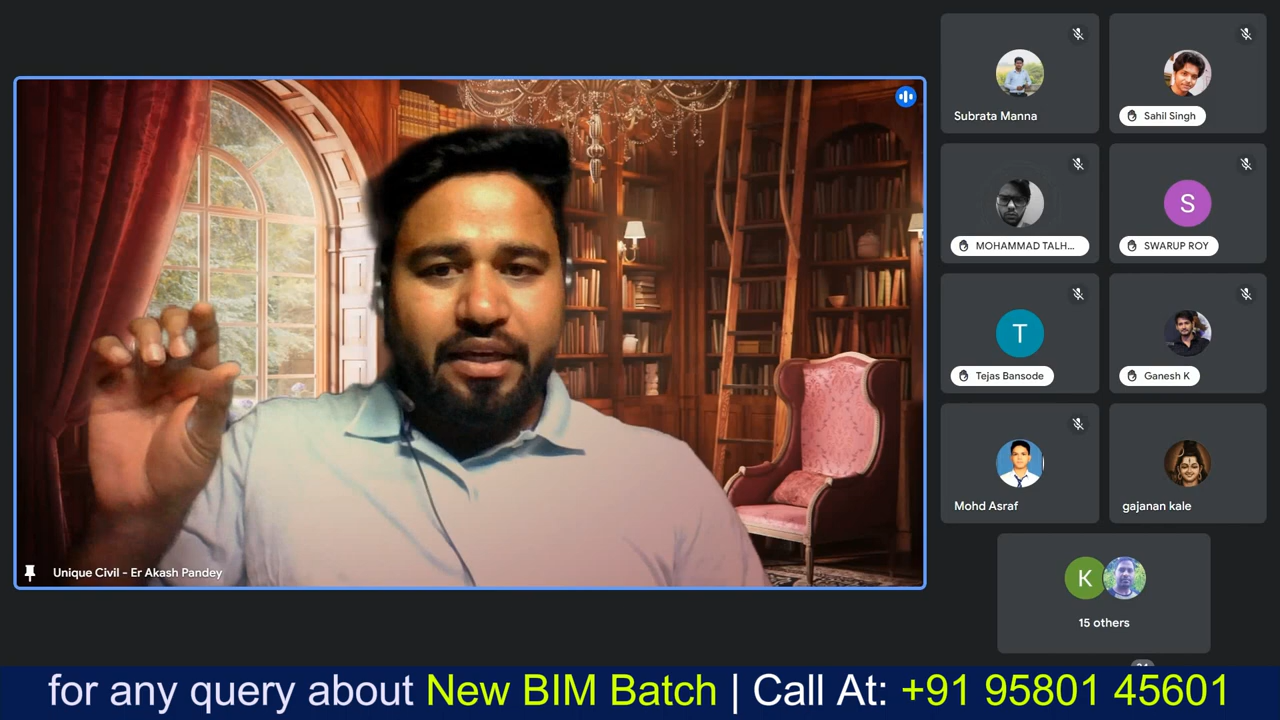 Subrata Manna
Sahil Singh
MOHAMMAD TALH...
S
SWARUP ROY
T
Tejas Bansode
Ganesh K
Mohd Asraf
gajanan kale
K
15 others
Unique Civil - Er Akash Pandey
for any query about New BIM Batch | Call At: +91 95801 45601